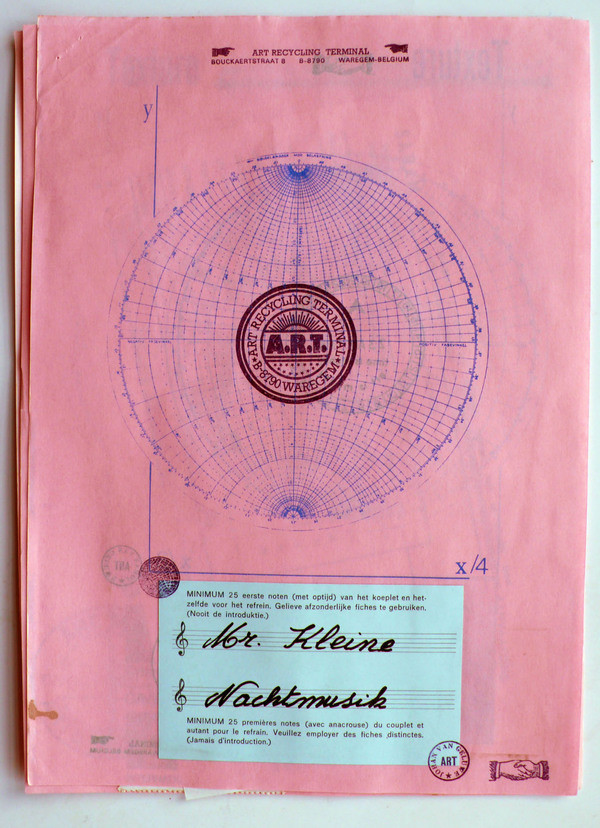 ART RECYCLING TERMINAL
BOUCKAERTSTRAAT 8 B-8790 WAREGEM-BELGIUM
y
ART RECYCLING TERMINAL
A.R.T.
B-8790 WAREGEM
x/4
MINIMUM 25 eerste noten (met optijd) van het koeplet en het-
zelfde voor het refrein. Gelieve afzonderlijke fiches te gebruiken.
(Nooit de introduktie.)
Mr. Kleine
Nachtmusik
MINIMUM 25 premières notes (avec anacrouse) du couplet et
autant pour le refrain. Veuillez employer des fiches distinctes.
(Jamais d'introduction.)
JOHAN VAN GELUWE
ART